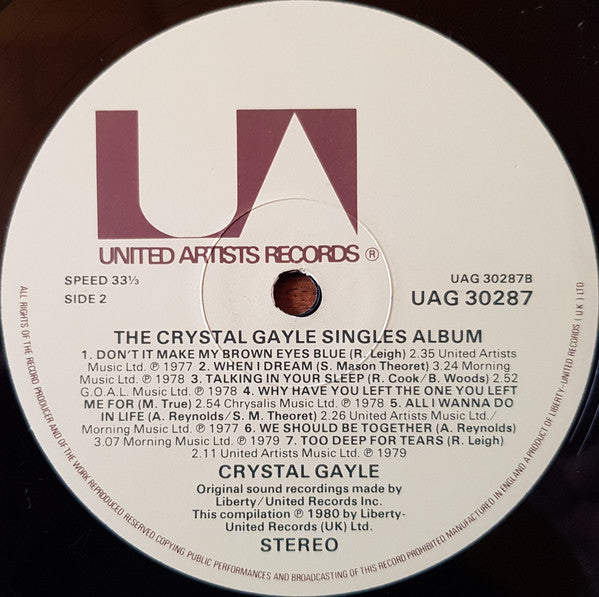 UA
UNITED ARTISTS RECORDS ®
SPEED 33⅓
SIDE 2
UAG 30287B
UAG 30287
THE CRYSTAL GAYLE SINGLES ALBUM
1. DON'T IT MAKE MY BROWN EYES BLUE (R. Leigh) 2.35 United Artists
Music Ltd. ℗ 1977 2. WHEN I DREAM (S. Mason Theoret) 3.24 Morning
Music Ltd. ℗ 1978 3. TALKING IN YOUR SLEEP (R. Cook/B. Woods) 2.52
G.O.A.L. Music Ltd. ℗ 1978 4. WHY HAVE YOU LEFT THE ONE YOU LEFT
ME FOR (M. True) 2.54 Chrysalis Music Ltd. ℗ 1978 5. ALL I WANNA DO
IN LIFE (A. Reynolds/S. M. Theoret) 2.26 United Artists Music Ltd./
Morning Music Ltd. ℗ 1977 6. WE SHOULD BE TOGETHER (A. Reynolds)
3.07 Morning Music Ltd. ℗ 1979 7. TOO DEEP FOR TEARS (R. Leigh)
2.11 United Artists Music Ltd. ℗ 1979
CRYSTAL GAYLE
Original sound recordings made by
Liberty/United Records Inc.
This compilation ℗ 1980 by Liberty-
United Records (UK) Ltd.
STEREO
ALL RIGHTS OF THE RECORD PRODUCER AND OF THE WORK REPRODUCED RESERVED COPYING, PUBLIC PERFORMANCES AND BROADCASTING OF THIS RECORD PROHIBITED MANUFACTURED IN ENGLAND A PRODUCT OF LIBERTY-UNITED RECORDS (UK) LTD.